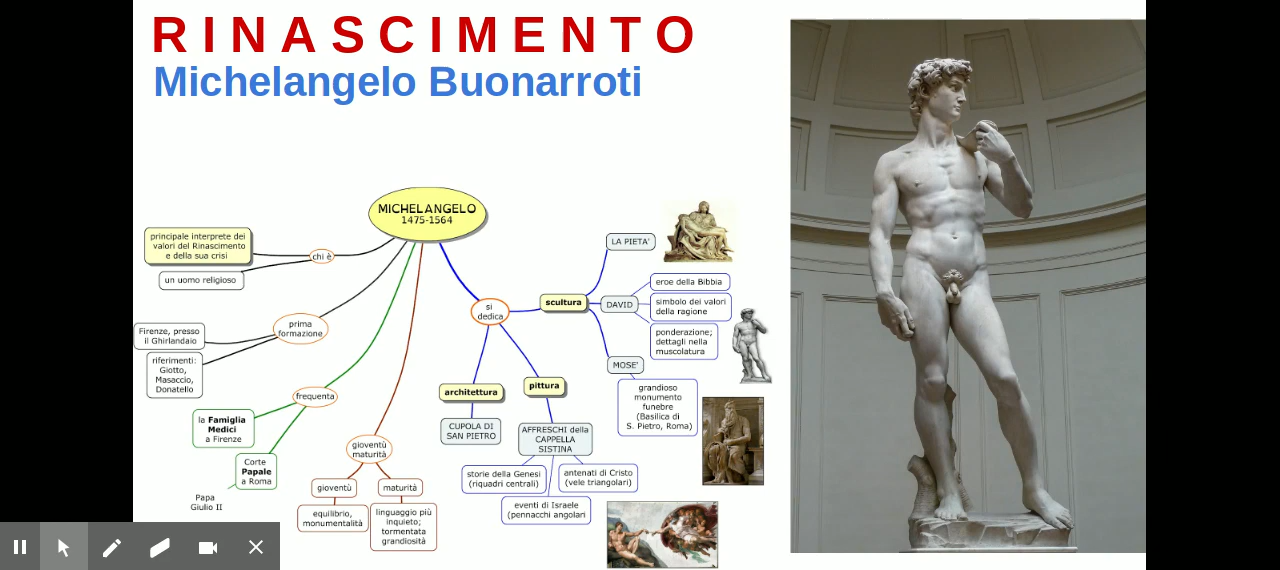 RINASCIMENTO
Michelangelo Buonarroti
MICHELANGELO
1475-1564
chi è
principale interprete dei
valori del Rinascimento
e della sua crisi
un uomo religioso
prima
formazione
Firenze, presso
il Ghirlandaio
riferimenti:
Giotto,
Masaccio,
Donatello
frequenta
la Famiglia
Medici
a Firenze
Corte
Papale
a Roma
Papa
Giulio II
gioventù
maturità
gioventù
equilibrio,
monumentalità
maturità
linguaggio più
inquieto;
tormentata
grandiosità
si
dedica
architettura
CUPOLA DI
SAN PIETRO
pittura
AFFRESCHI della
CAPPELLA
SISTINA
storie della Genesi
(riquadri centrali)
eventi di Israele
(pennacchi angolari
antenati di Cristo
(vele triangolari)
scultura
LA PIETA'
DAVID
eroe della Bibbia
simbolo dei valori
della ragione
ponderazione;
dettagli nella
muscolatura
MOSE'
grandioso
monumento
funebre
(Basilica di
S. Pietro, Roma)